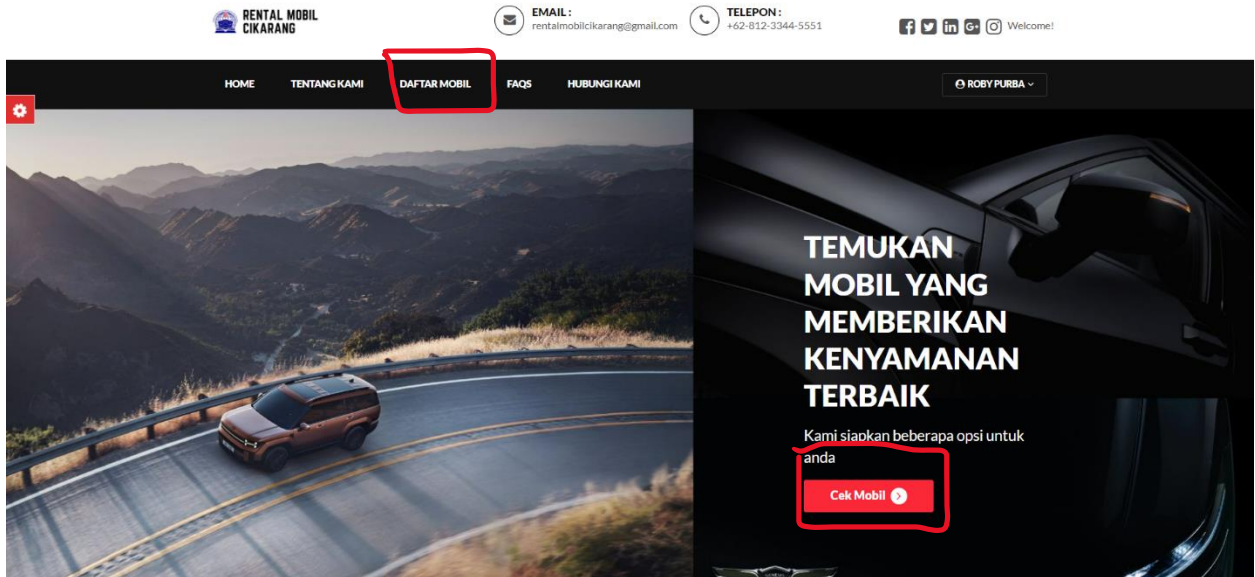 RENTAL MOBIL
CIKARANG
EMAIL :
rentalmobilcikarang@gmail.com
TELEPON :
+62-812-3344-5551
Welcome!
HOME TENTANG KAMI DAFTAR MOBIL FAQS HUBUNGI KAMI
ROBY PURBA
TEMUKAN
MOBIL YANG
MEMBERIKAN
KENYAMANAN
TERBAIK
Kami siapkan beberapa opsi untuk
anda
Cek Mobil